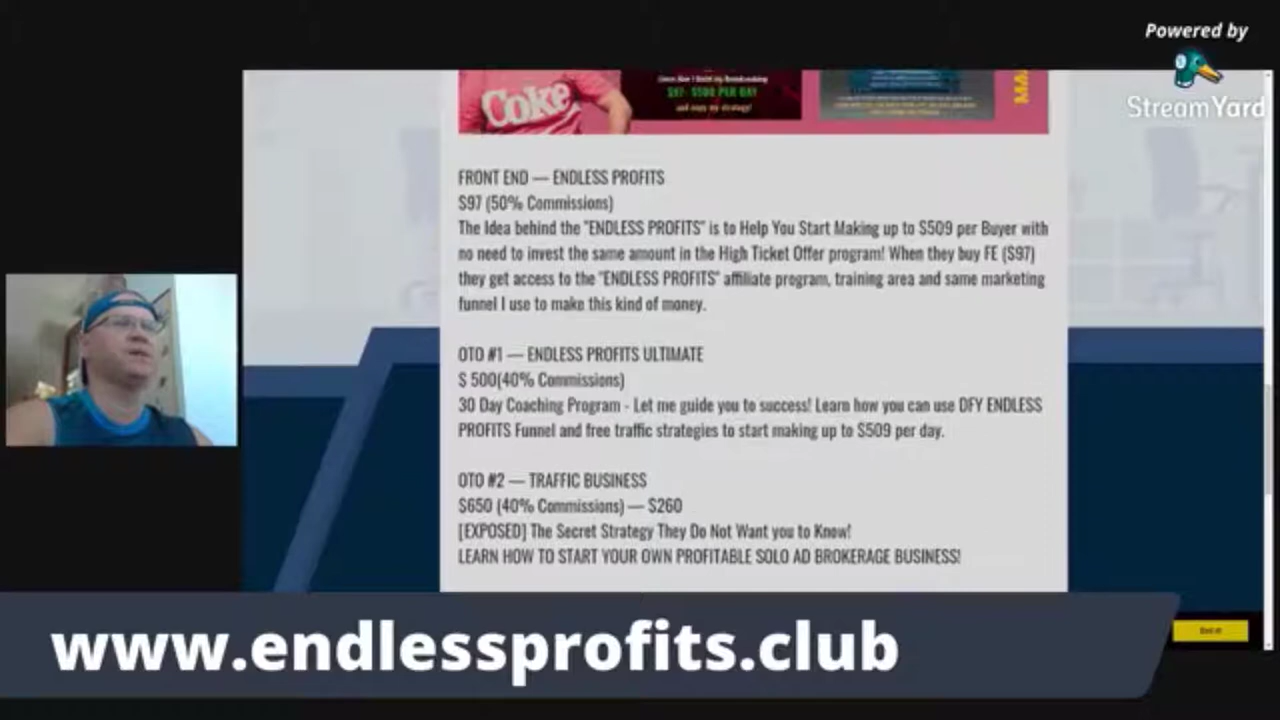 Powered by
StreamYard
Coke
$97- $500 PER DAY
and copy my strategy!
MA
FRONT END — ENDLESS PROFITS
$97 (50% Commissions)
The Idea behind the "ENDLESS PROFITS" is to Help You Start Making up to $509 per Buyer with
no need to invest the same amount in the High Ticket Offer program! When they buy FE ($97)
they get access to the "ENDLESS PROFITS" affiliate program, training area and same marketing
funnel I use to make this kind of money.
OTO #1 — ENDLESS PROFITS ULTIMATE
$ 500(40% Commissions)
30 Day Coaching Program - Let me guide you to success! Learn how you can use DFY ENDLESS
PROFITS Funnel and free traffic strategies to start making up to $509 per day.
OTO #2 — TRAFFIC BUSINESS
$650 (40% Commissions) — $260
[EXPOSED] The Secret Strategy They Do Not Want you to Know!
LEARN HOW TO START YOUR OWN PROFITABLE SOLO AD BROKERAGE BUSINESS!
www.endlessprofits.club